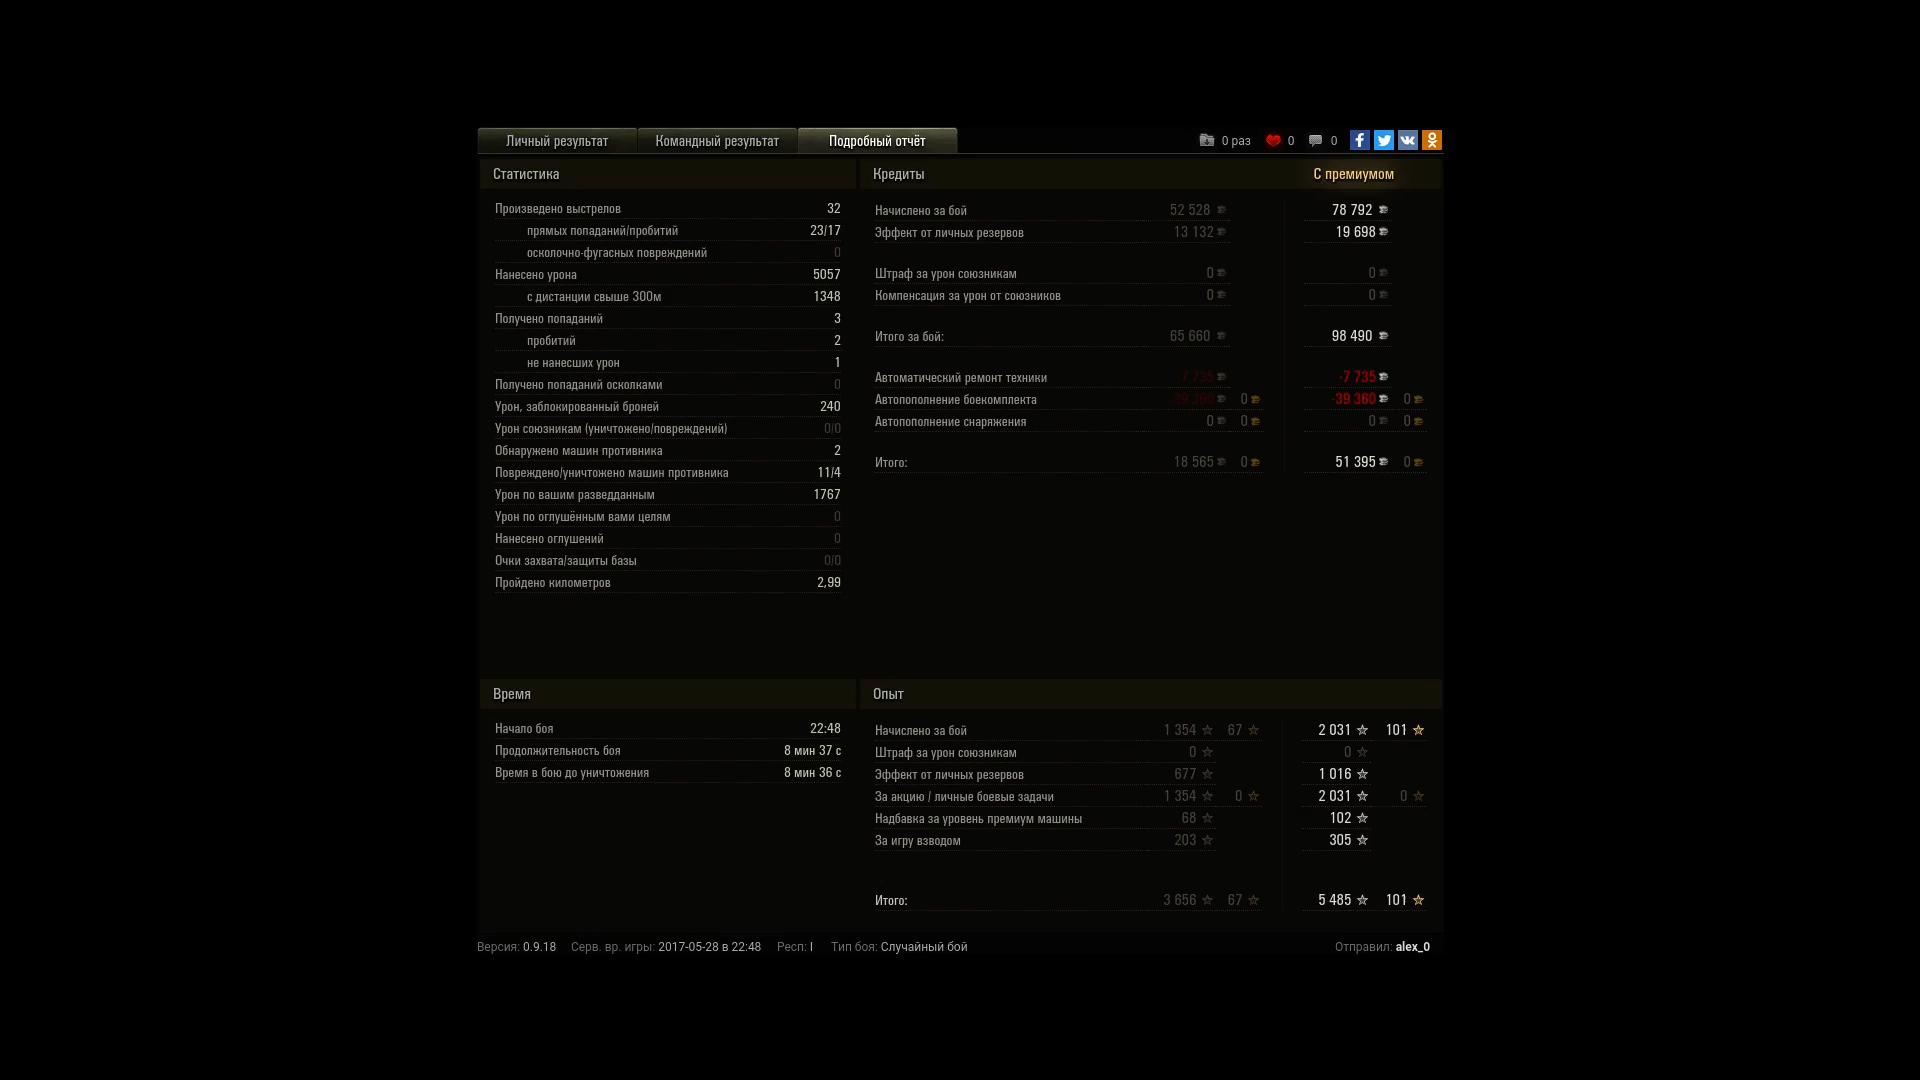 Личный результат Командный результат Подробный отчёт 0 раз 0 0
Статистика
Произведено выстрелов 32
прямых попаданий/пробитий 23/17
осколочно-фугасных повреждений 0
Нанесено урона 5057
с дистанции свыше 300м 1348
Получено попаданий 3
пробитий 2
не нанесших урон 1
Получено попаданий осколками 0
Урон, заблокированный броней 240
Урон союзникам (уничтожено/повреждений) 0/0
Обнаружено машин противника 2
Повреждено/уничтожено машин противника 11/4
Урон по вашим разведданным 1767
Урон по оглушённым вами целям 0
Нанесено оглушений 0
Очки захвата/защиты базы 0/0
Пройдено километров 2,99
Кредиты С премиумом
Начислено за бой 52 528 78 792
Эффект от личных резервов 13 132 19 698
Штраф за урон союзникам 0 0
Компенсация за урон от союзников 0 0
Итого за бой: 65 660 98 490
Автоматический ремонт техники -7 735 -7 735
Автопополнение боекомплекта -39 360 0 -39 360 0
Автопополнение снаряжения 0 0 0 0
Итого: 18 565 0 51 395 0
Время
Начало боя 22:48
Продолжительность боя 8 мин 37 с
Время в бою до уничтожения 8 мин 36 с
Опыт
Начислено за бой 1 354 67 2 031 101
Штраф за урон союзникам 0 0
Эффект от личных резервов 677 1 016
За акцию / личные боевые задачи 1 354 0 2 031 0
Надбавка за уровень премиум машины 68 102
За игру взводом 203 305
Итого: 3 656 67 5 485 101
Версия: 0.9.18 Серв. вр. игры: 2017-05-28 в 22:48 Респ: I Тип боя: Случайный бой Отправил: alex_0